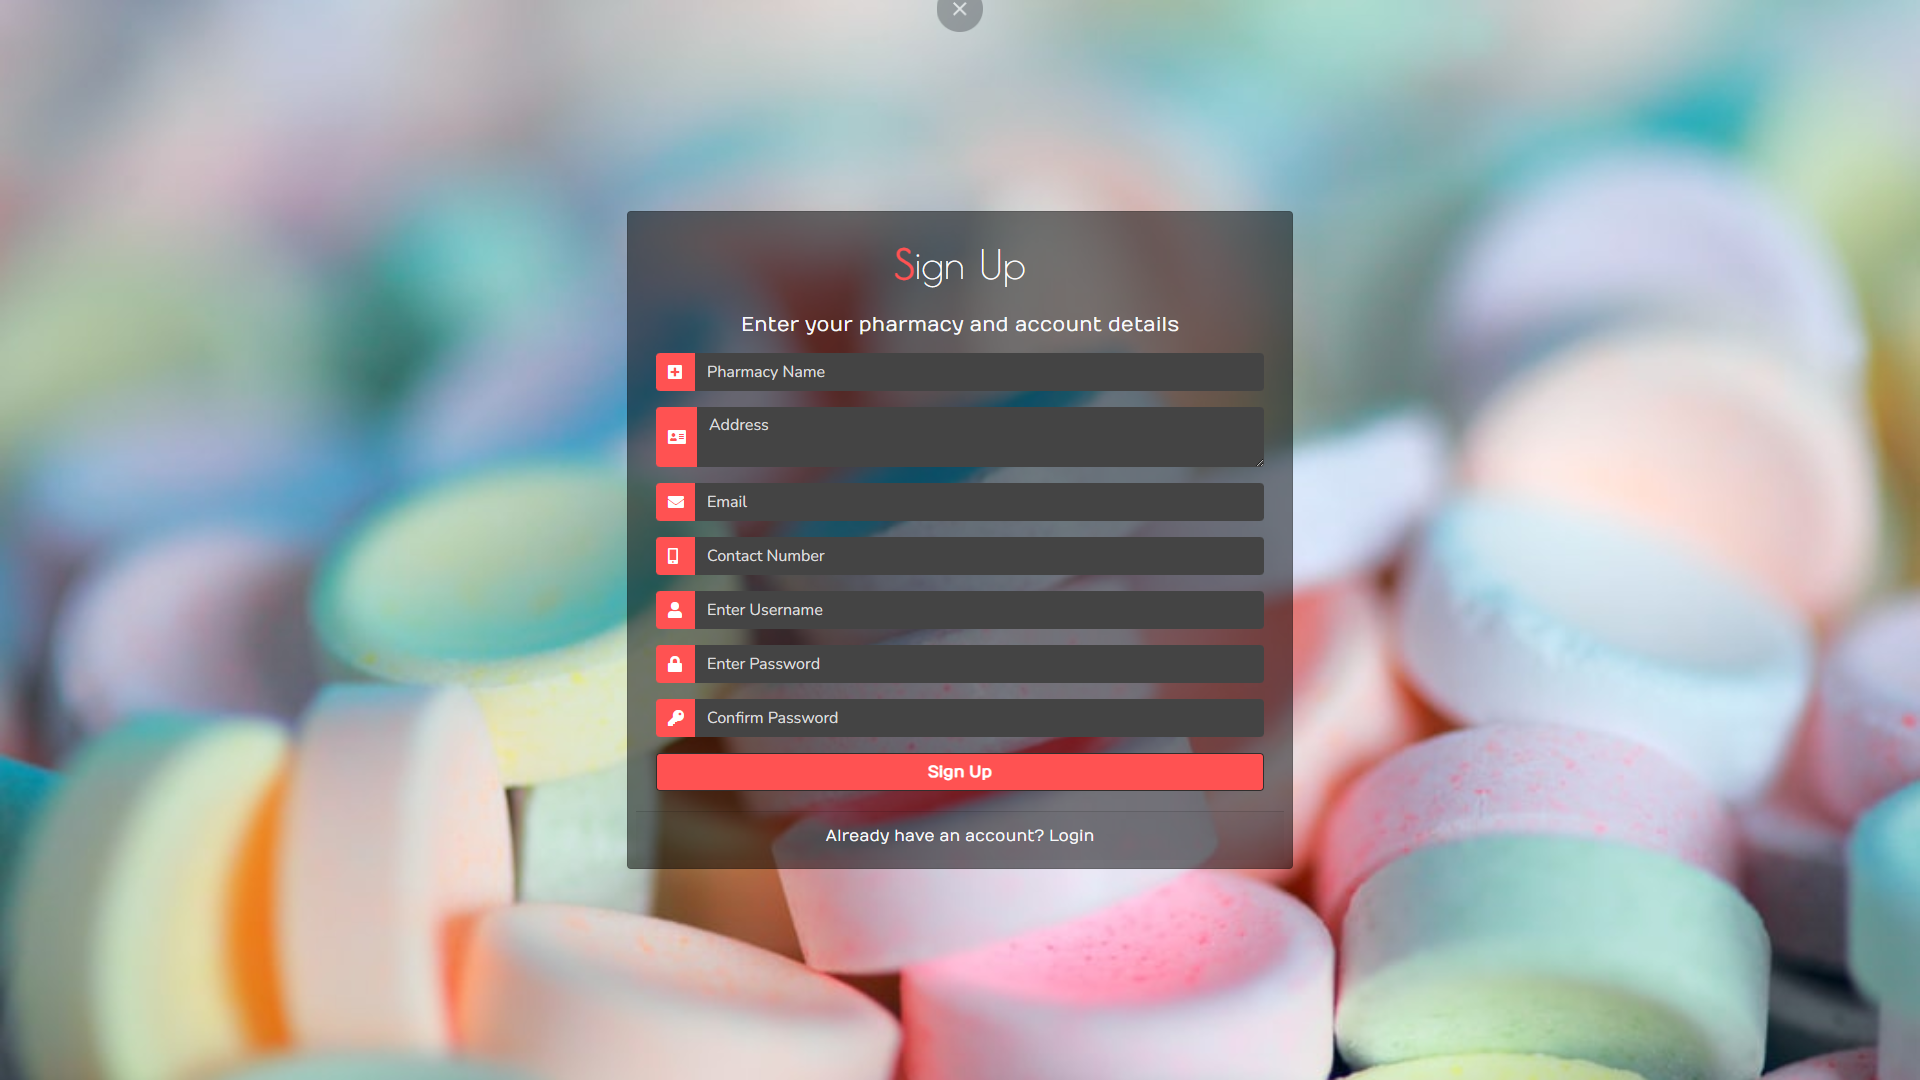 Sign Up
Enter your pharmacy and account details
Pharmacy Name
Address
Email
Contact Number
Enter Username
Enter Password
Confirm Password
Sign Up
Already have an account? Login